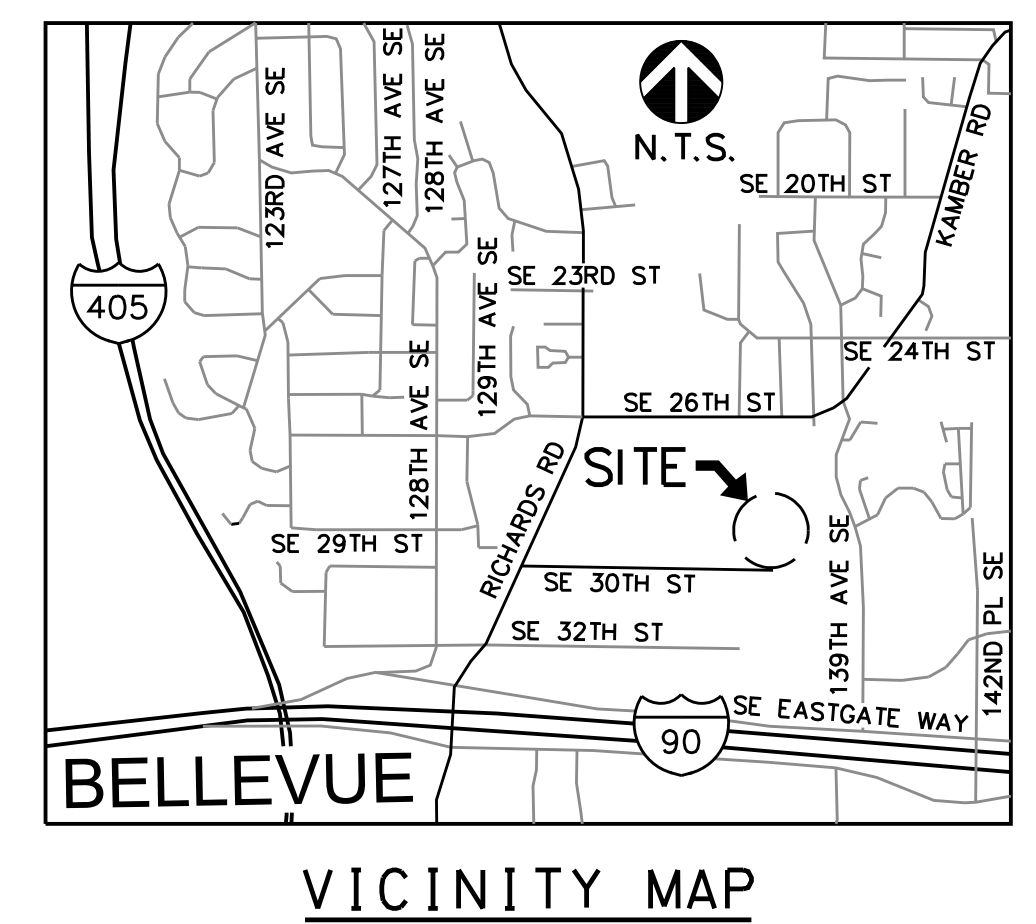 127TH AVE SE
128TH AVE SE
123RD AVE SE
N.T.S.
KAMBER RD
SE 20TH ST
129TH AVE SE
SE 23RD ST
405
SE 24TH ST
128TH AVE SE
SE 26TH ST
RICHARDS RD
SITE
SE 29TH ST
139TH AVE SE
142ND PL SE
SE 30TH ST
SE 32TH ST
SE EASTGATE WAY
90
BELLEVUE
VICINITY MAP